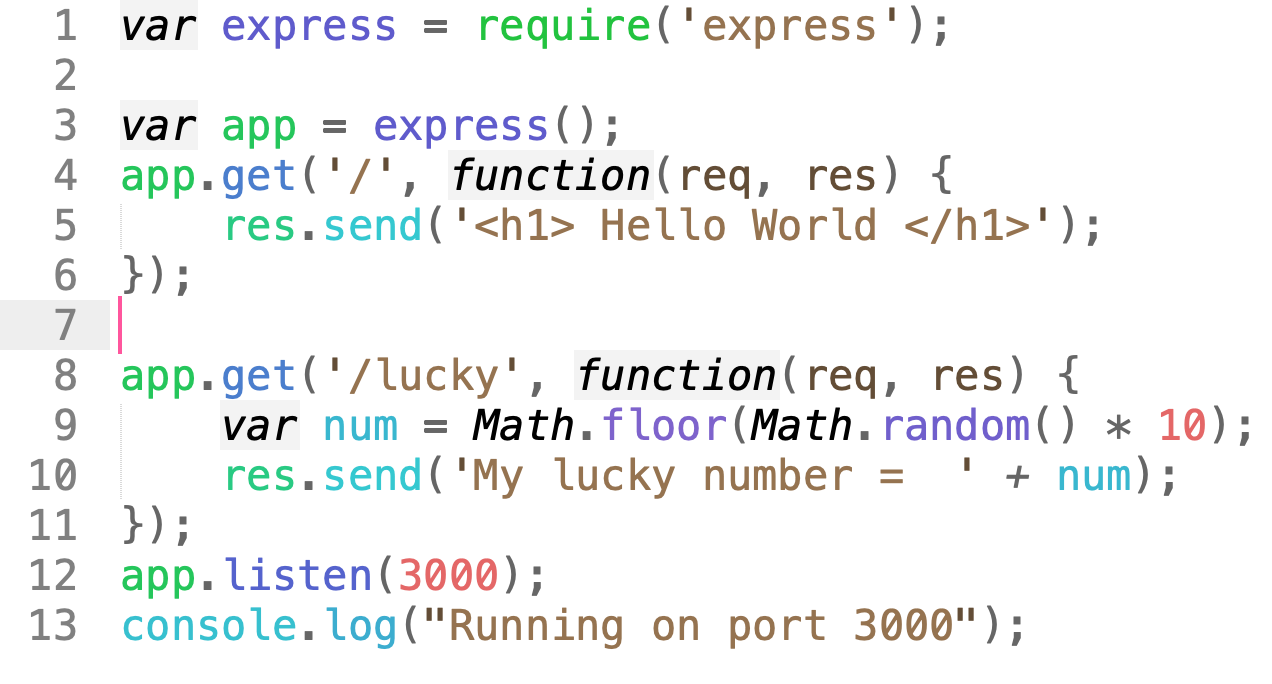 1 var express = require('express');
2
3 var app = express();
4 app.get('/', function(req, res) {
5     res.send('<h1> Hello World </h1>');
6 });
7
8 app.get('/lucky', function(req, res) {
9     var num = Math.floor(Math.random() * 10);
10     res.send('My lucky number =  ' + num);
11 });
12 app.listen(3000);
13 console.log("Running on port 3000");